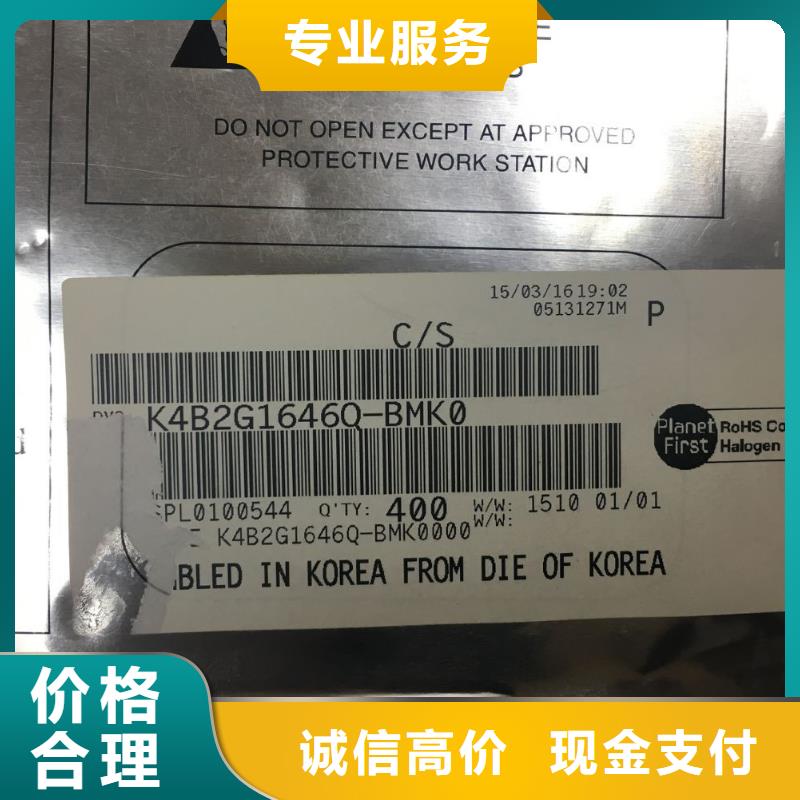 专业服务
DO NOT OPEN EXCEPT AT APPROVED
PROTECTIVE WORK STATION
15/03/1619:02
05131271M P
C/S
K4B2G1646Q-BMK0
Planet First RoHS Co
Halogen
PL0100544 Q'TY: 400 W/W: 1510 01/01
W/W:
K4B2G1646Q-BMK0000
BLED IN KOREA FROM DIE OF KOREA
价格
合理
诚信高价 现金支付